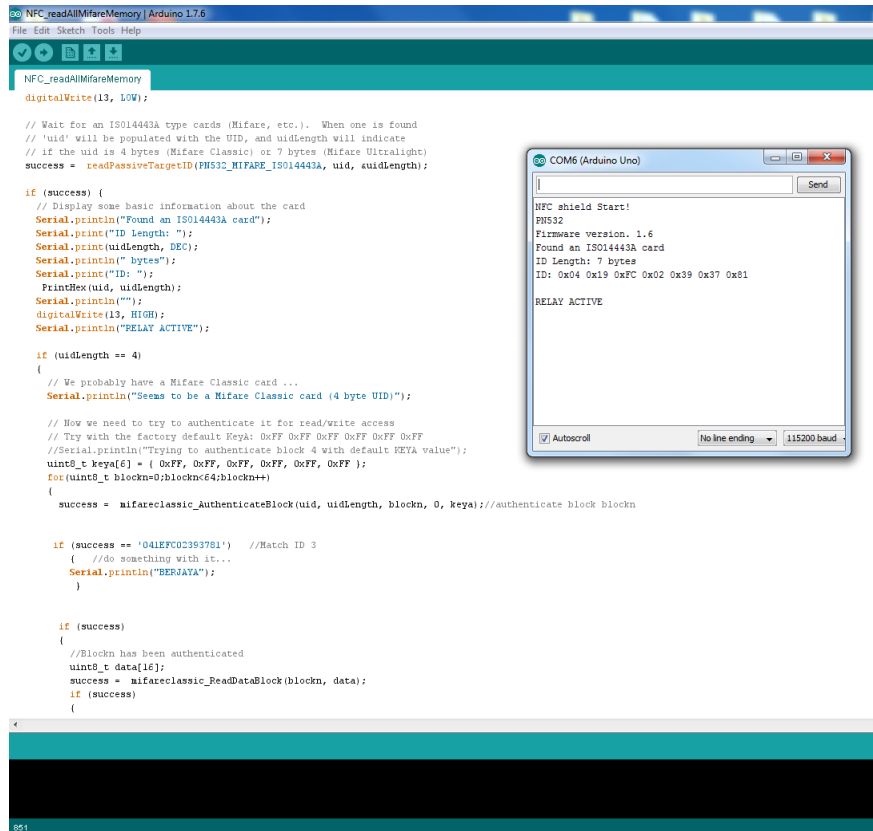 NFC_readAllMifareMemory | Arduino 1.7.6
File Edit Sketch Tools Help
NFC_readAllMifareMemory
digitalWrite(13, LOW);
// Wait for an ISO14443A type cards (Mifare, etc.).  When one is found
// 'uid' will be populated with the UID, and uidLength will indicate
// if the uid is 4 bytes (Mifare Classic) or 7 bytes (Mifare Ultralight)
success =  readPassiveTargetID(PN532_MIFARE_ISO14443A, uid, &uidLength);
if (success) {
// Display some basic information about the card
Serial.println("Found an ISO14443A card");
Serial.print("ID Length: ");
Serial.print(uidLength, DEC);
Serial.println(" bytes");
Serial.print("ID: ");
PrintHex(uid, uidLength);
Serial.println("");
digitalWrite(13, HIGH);
Serial.println("RELAY ACTIVE");
if (uidLength == 4)
{
// We probably have a Mifare Classic card ...
Serial.println("Seems to be a Mifare Classic card (4 byte UID)");
// Now we need to try to authenticate it for read/write access
// Try with the factory default KeyA: 0xFF 0xFF 0xFF 0xFF 0xFF 0xFF
//Serial.println("Trying to authenticate block 4 with default KEYA value");
uint8_t keya[6] = { 0xFF, 0xFF, 0xFF, 0xFF, 0xFF, 0xFF };
for(uint8_t blockn=0;blockn<64;blockn++)
{
success =  mifareclassic_AuthenticateBlock(uid, uidLength, blockn, 0, keya);//authenticate block blockn
if (success == '041EFC02393781')   //Match ID 3
{   //do something with it...
Serial.println("BERJAYA");
}
if (success)
{
//Blockn has been authenticated
uint8_t data[16];
success =  mifareclassic_ReadDataBlock(blockn, data);
if (success)
{
851
COM6 (Arduino Uno)
Send
NFC shield Start!
PN532
Firmware version. 1.6
Found an ISO14443A card
ID Length: 7 bytes
ID: 0x04 0x19 0xFC 0x02 0x39 0x37 0x81
RELAY ACTIVE
Autoscroll
No line ending
115200 baud